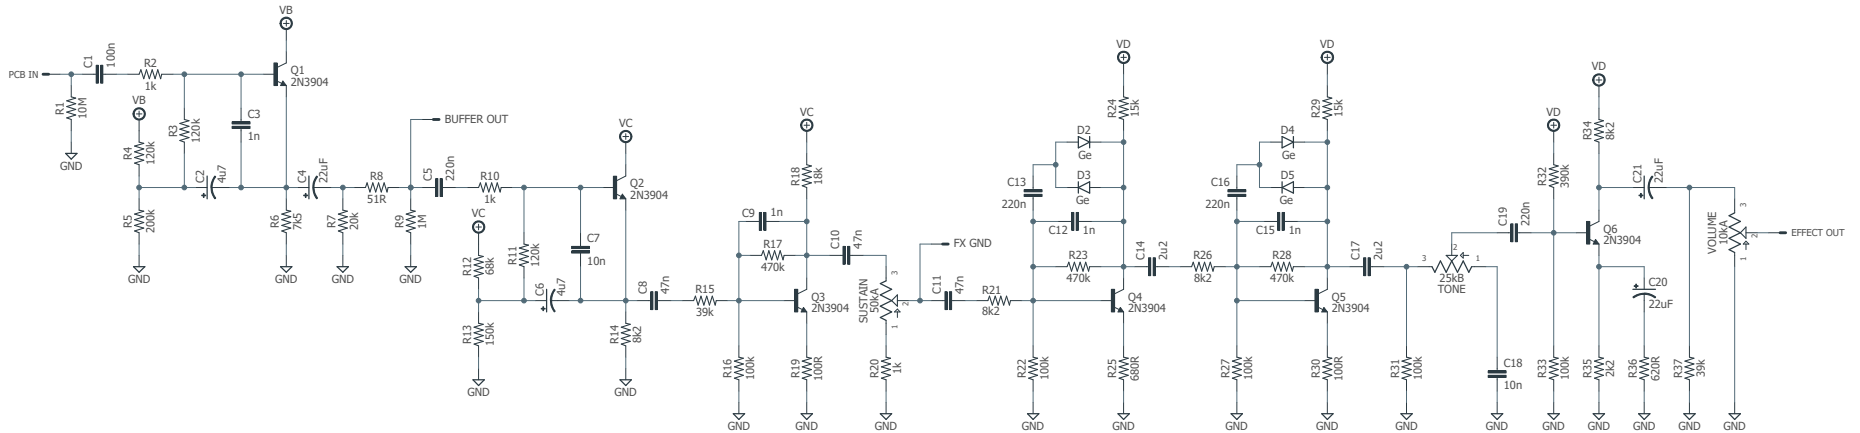 PCB IN
R1
10M
GND
C1
100n
R2
1k
VB
R4
120k
R5
200k
GND
R3
120k
C2
4u7
C3
1n
VB
Q1
2N3904
R6
7k5
GND
C4
22uF
R7
20k
GND
R8
51R
BUFFER OUT
R9
1M
GND
C5
220n
R10
1k
VC
R12
68k
R13
150k
GND
R11
120k
C6
4u7
C7
10n
VC
Q2
2N3904
R14
8k2
GND
C8
47n
R15
39k
R16
100k
GND
C9
1n
R17
470k
VC
R18
18k
Q3
2N3904
R19
100R
GND
C10
47n
SUSTAIN
50kA
3
2
1
R20
1k
GND
FX GND
C11
47n
R21
8k2
R22
100k
GND
C13
220n
D2
Ge
D3
Ge
C12
1n
R23
470k
VD
R24
15k
Q4
2N3904
R25
680R
GND
C14
2u2
R26
8k2
R27
100k
GND
C16
220n
D4
Ge
D5
Ge
C15
1n
R28
470k
VD
R29
15k
Q5
2N3904
R30
100R
GND
C17
2u2
R31
100k
GND
3
2
1
25kB
TONE
C18
10n
GND
C19
220n
VD
R32
390k
R33
100k
GND
VD
R34
8k2
Q6
2N3904
R35
2k2
GND
C20
22uF
R36
620R
GND
C21
22uF
R37
39k
GND
VOLUME
10kA
3
2
1
GND
EFFECT OUT